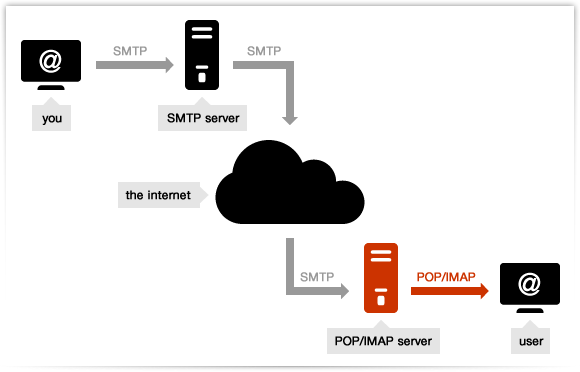 @
SMTP
SMTP
you
SMTP server
the internet
SMTP
POP/IMAP
@
POP/IMAP server
user